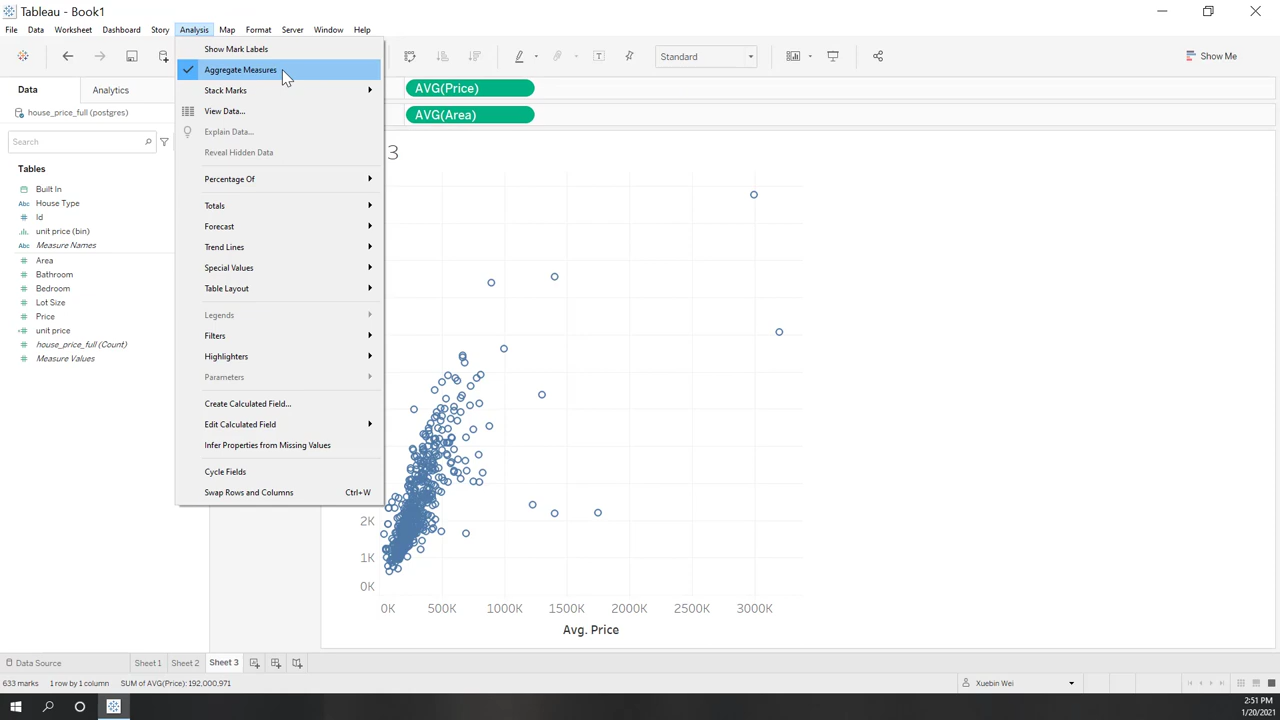 Tableau - Book1
File Data Worksheet Dashboard Story Analysis Map Format Server Window Help
Standard
Show Me
Data Analytics
house_price_full (postgres)
Search
Tables
Built In
House Type
Id
unit price (bin)
Measure Names
Area
Bathroom
Bedroom
Lot Size
Price
unit price
house_price_full (Count)
Measure Values
Show Mark Labels
Aggregate Measures
Stack Marks
View Data...
Explain Data...
Reveal Hidden Data
Percentage Of
Totals
Forecast
Trend Lines
Special Values
Table Layout
Legends
Filters
Highlighters
Parameters
Create Calculated Field...
Edit Calculated Field
Infer Properties from Missing Values
Cycle Fields
Swap Rows and Columns Ctrl+W
AVG(Price)
AVG(Area)
3
2K
1K
0K
0K 500K 1000K 1500K 2000K 2500K 3000K
Avg. Price
Data Source Sheet 1 Sheet 2 Sheet 3
633 marks 1 row by 1 column SUM of AVG(Price): 192,000,971 Xuebin Wei
2:51 PM
1/20/2021